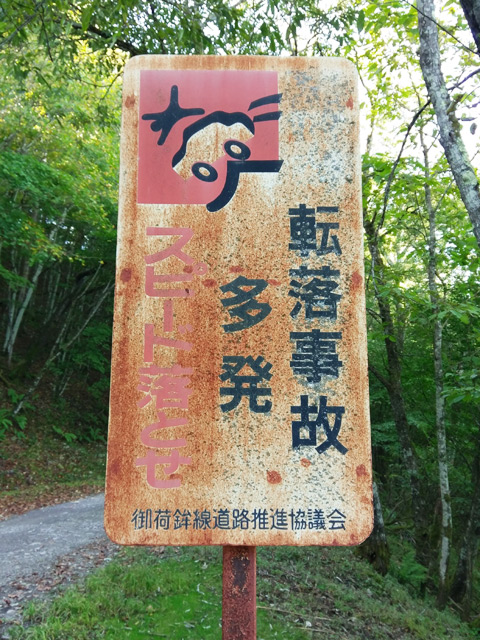 転落事故
多発
スピード落とせ
御荷鉾線道路推進協議会